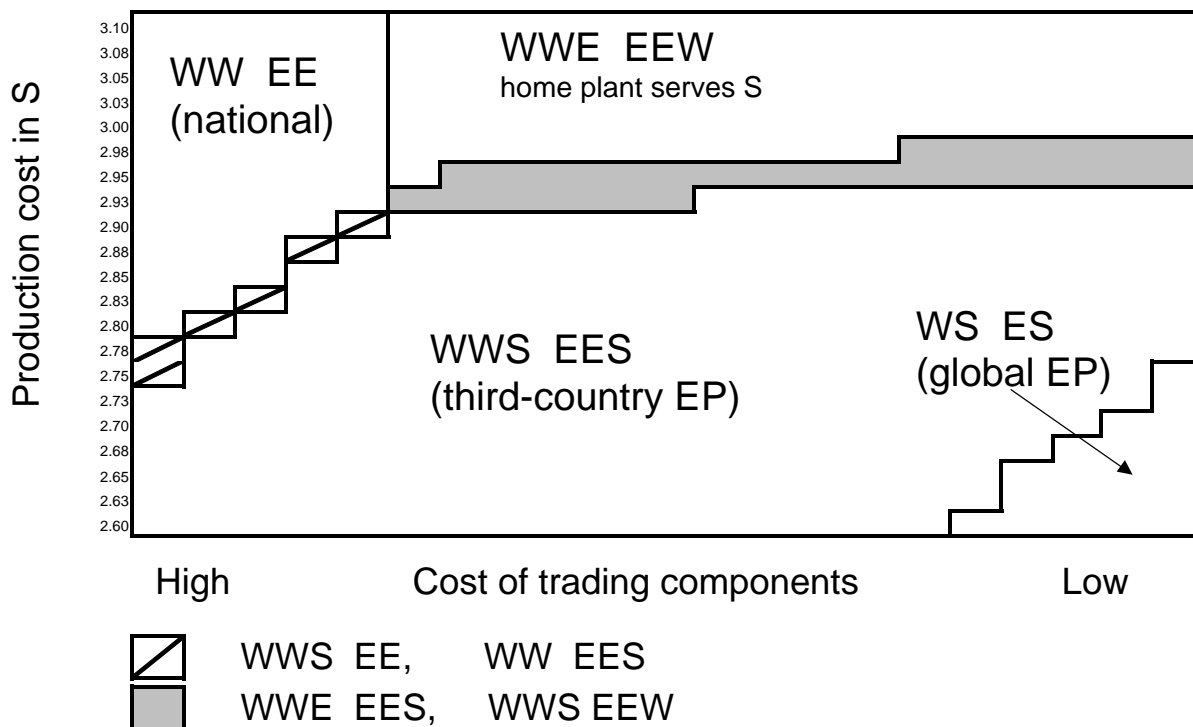 Production cost in S
3.10
3.08
3.05
3.03
3.00
2.98
2.95
2.93
2.90
2.88
2.85
2.83
2.80
2.78
2.75
2.73
2.70
2.68
2.65
2.63
2.60
WW EE
(national)
WWE EEW
home plant serves S
WWS EES
(third-country EP)
WS ES
(global EP)
High Cost of trading components Low
WWS EE, WW EES
WWE EES, WWS EEW